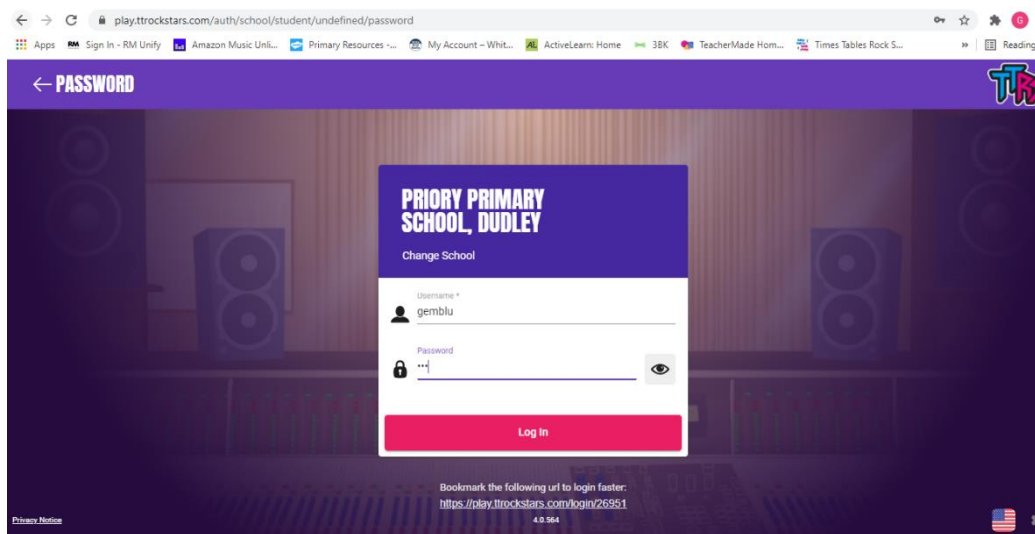 play.ttrockstars.com/auth/school/student/undefined/password
G
Apps RM Sign In - RM Unify Amazon Music Unli... Primary Resources -... My Account – Whit... AL ActiveLearn: Home 3BK TeacherMade Hom... Times Tables Rock S... » Reading
← PASSWORD
TTR
PRIORY PRIMARY
SCHOOL, DUDLEY
Change School
Username *
gemblu
Password
•••
Log In
Bookmark the following url to login faster:
https://play.ttrockstars.com/login/26951
Privacy Notice
4.0.564